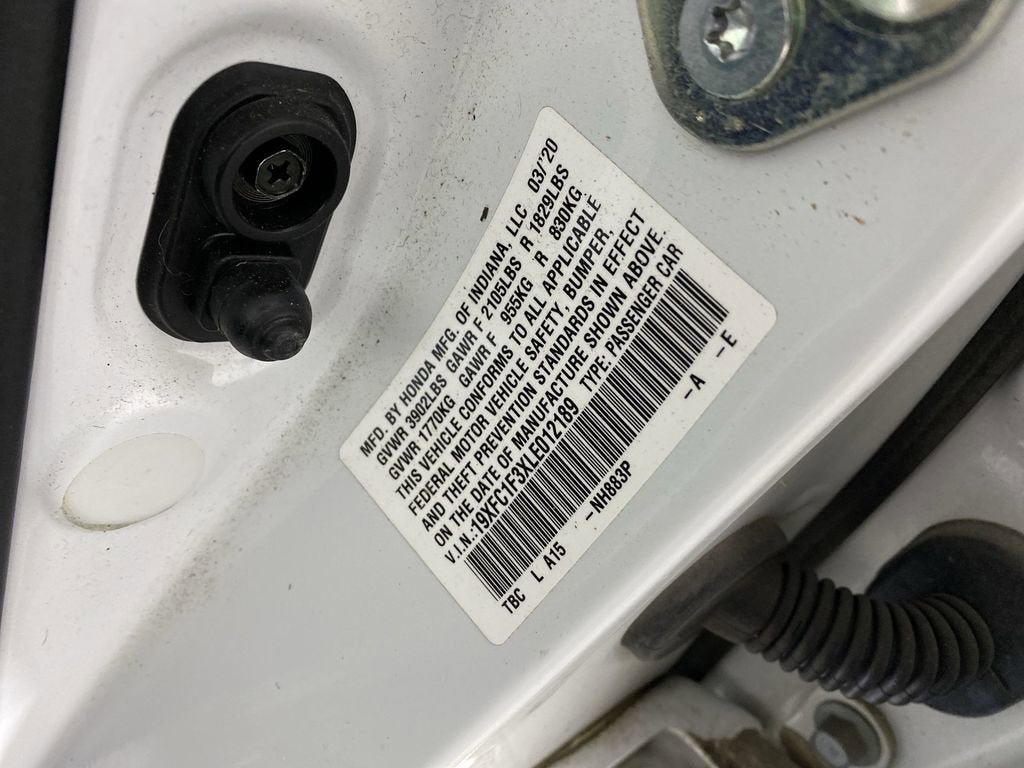 MFD. BY HONDA MFG. OF INDIANA, LLC 03/'20
GVWR 3902LBS GAWR F 2105LBS R 1829LBS
GVWR 1770KG GAWR F 955KG R 830KG
THIS VEHICLE CONFORMS TO ALL APPLICABLE
FEDERAL MOTOR VEHICLE SAFETY, BUMPER,
AND THEFT PREVENTION STANDARDS IN EFFECT
ON THE DATE OF MANUFACTURE SHOWN ABOVE.
V.I.N.:19XFC1F3XLE012189 TYPE: PASSENGER CAR
TBC L A15 -NH883P -A -E